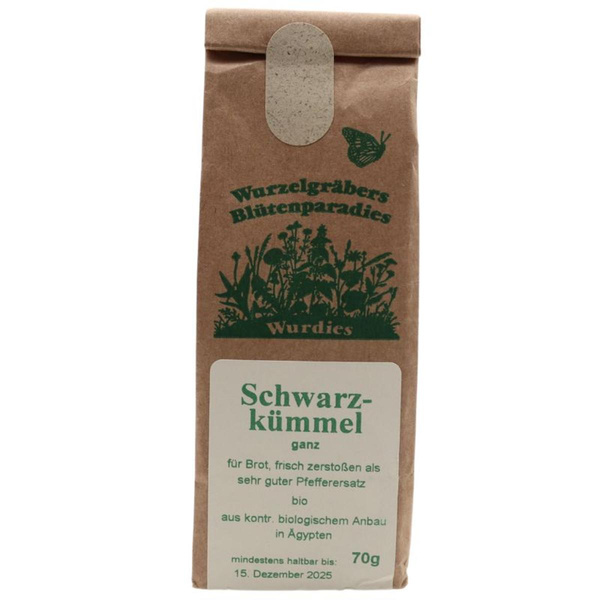 Wurzelgräbers
Blütenparadies
Wurdies
Schwarz-
kümmel
ganz
für Brot, frisch zerstoßen als
sehr guter Pfefferersatz
bio
aus kontr. biologischem Anbau
in Ägypten
mindestens haltbar bis: 70g
15. Dezember 2025